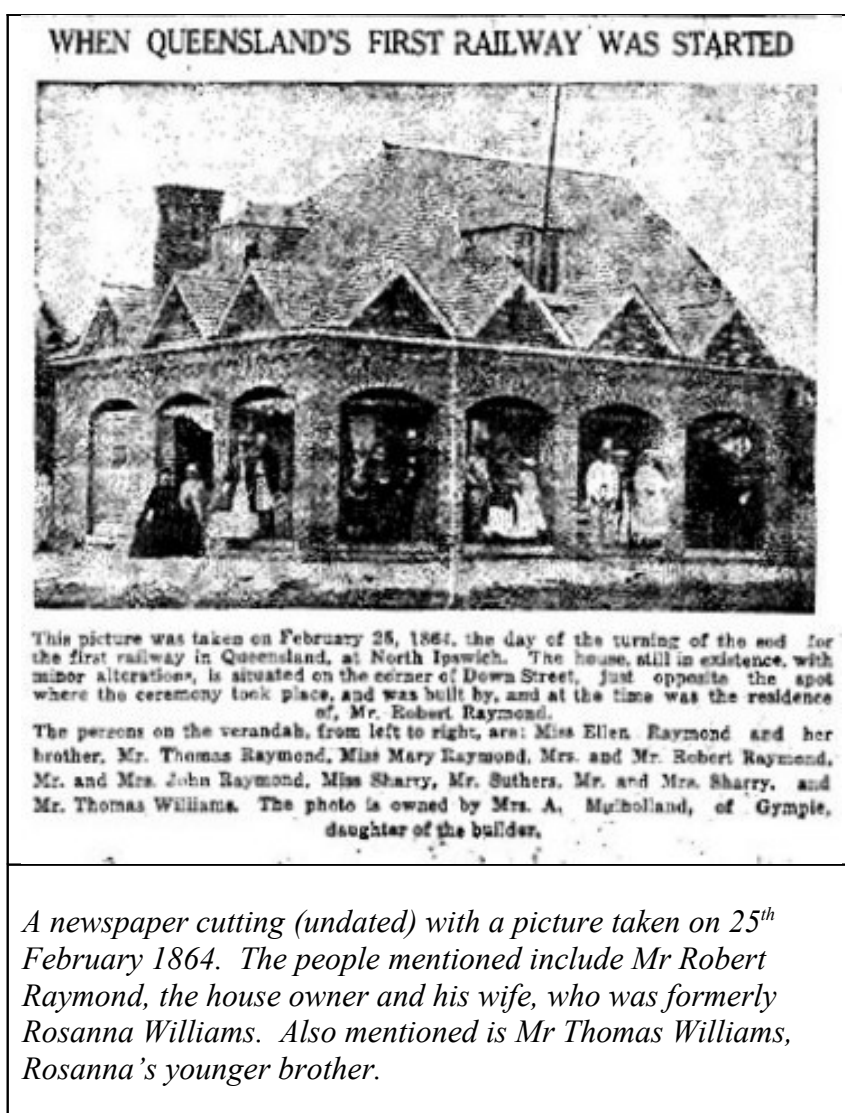 WHEN QUEENSLAND'S FIRST RAILWAY WAS STARTED
This picture was taken on February 25, 1864, the day of the turning of the sod for
the first railway in Queensland, at North Ipswich. The house, still in existence, with
minor alterations, is situated on the corner of Down Street, just opposite the spot
where the ceremony took place, and was built by, and at the time was the residence
of, Mr. Robert Raymond.
The persons on the verandah, from left to right, are: Miss Ellen Raymond and her
brother, Mr. Thomas Raymond, Miss Mary Raymond, Mrs. and Mr. Robert Raymond,
Mr. and Mrs. John Raymond, Miss Sharry, Mr. Suthers, Mr. and Mrs. Sharry, and
Mr. Thomas Williams. The photo is owned by Mrs. A. Mulholland, of Gympie,
daughter of the builder.
A newspaper cutting (undated) with a picture taken on 25th
February 1864. The people mentioned include Mr Robert
Raymond, the house owner and his wife, who was formerly
Rosanna Williams. Also mentioned is Mr Thomas Williams,
Rosanna's younger brother.